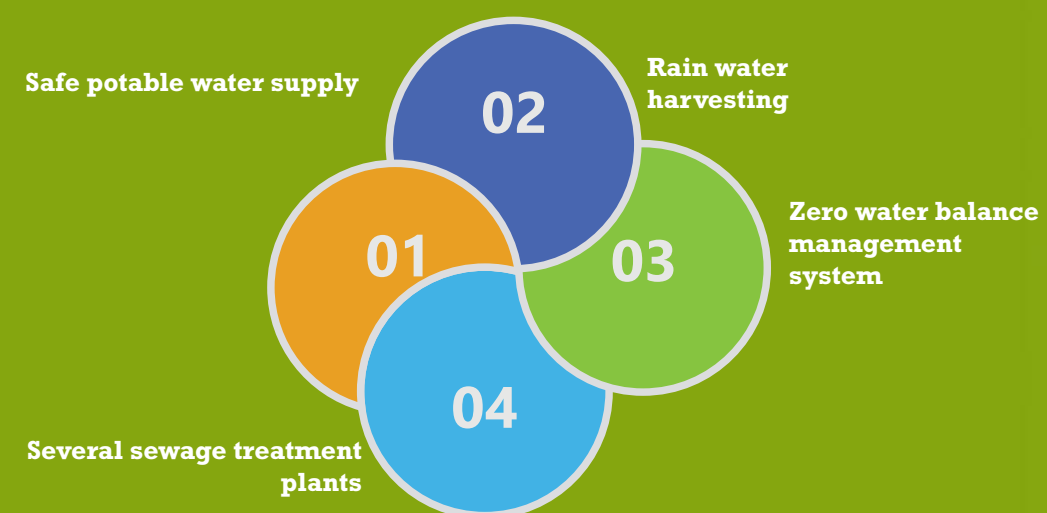 Safe potable water supply
01
02
Rain water
harvesting
03
Zero water balance
management
system
04
Several sewage treatment
plants